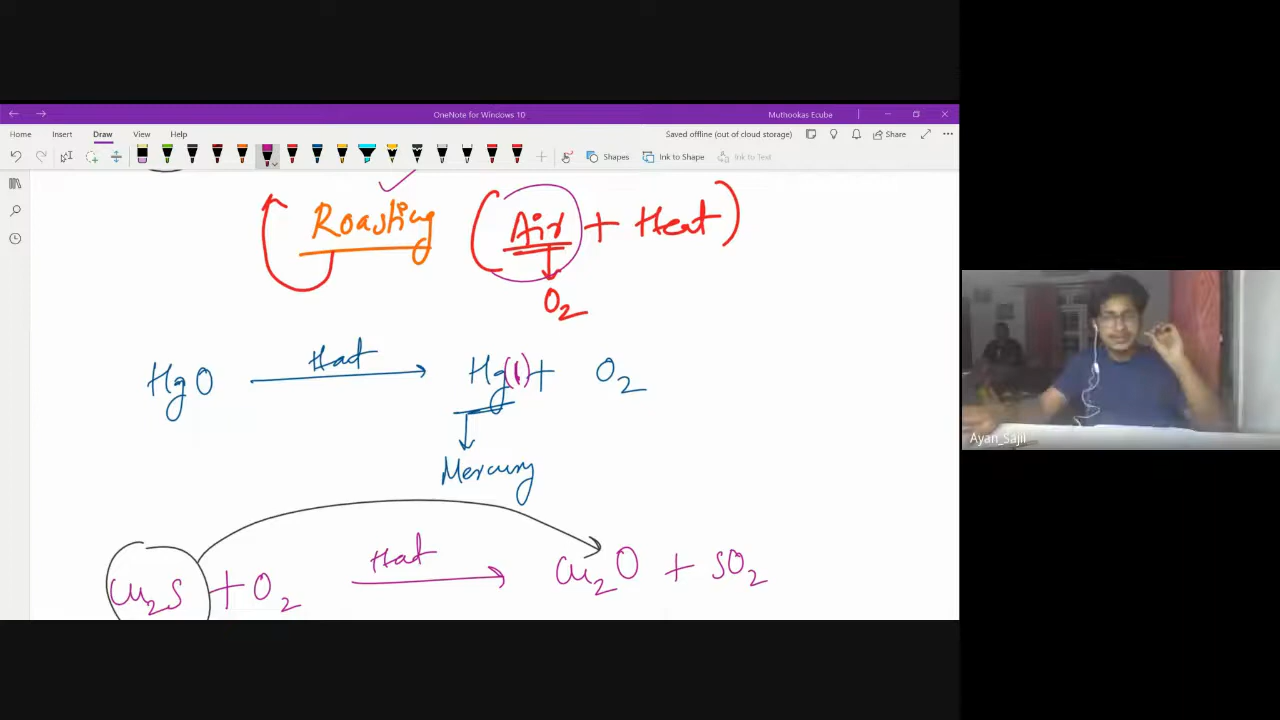 OneNote for Windows 10
Muthookas Ecube
Home Insert Draw View Help
Saved offline (out of cloud storage) Share
Shapes Ink to Shape Ink to Text
Roasting (Air + Heat)
O2
HgO Heat Hg(l) + O2
Mercury
Cu2S + O2 Heat Cu2O + SO2
Ayan_Sajil